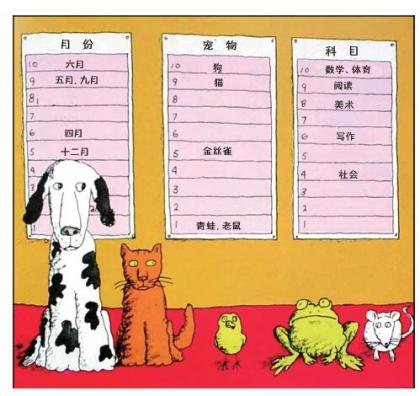 月份
10 六月
9 五月、九月
8
7
6 四月
5 十二月
4
3
1
宠物
10 狗
9 猫
8
7
6
5 金丝雀
4
3
2
1 青蛙、老鼠
科目
10 数学、体育
9 阅读
8 美术
7
6 写作
5
4 社会
3
2
1